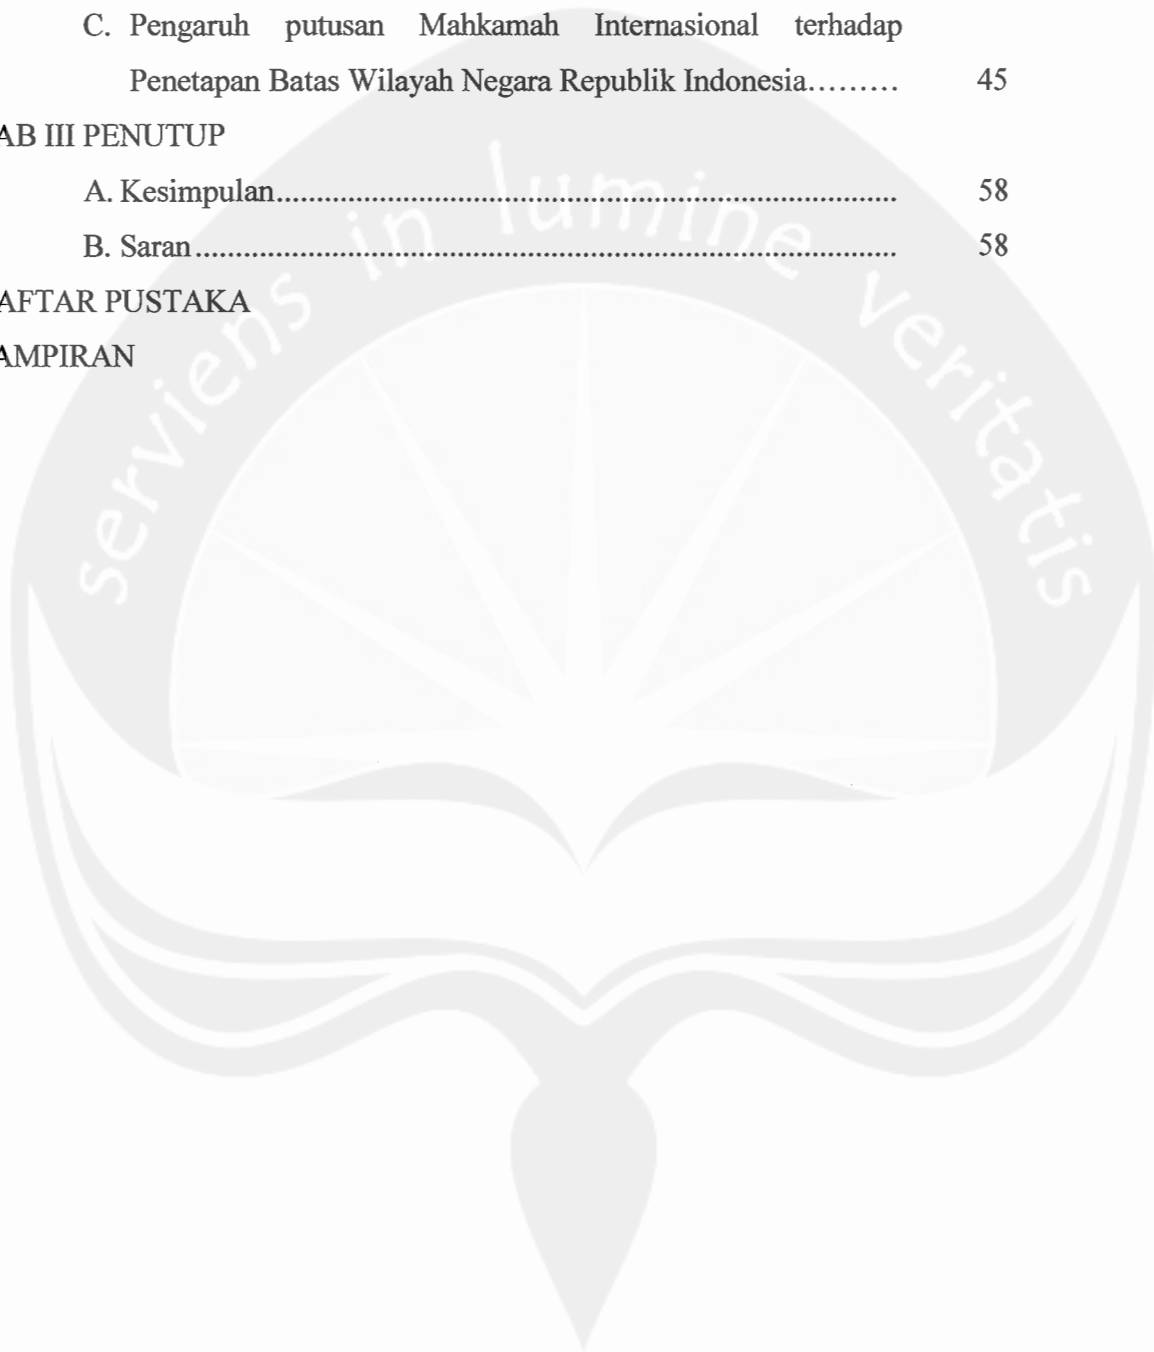 C. Pengaruh putusan Mahkamah Internasional terhadap
Penetapan Batas Wilayah Negara Republik Indonesia......... 45
AB III PENUTUP
A. Kesimpulan............................................................................. 58
B. Saran....................................................................................... 58
AFTAR PUSTAKA
AMPIRAN
serviens in lumine veritatis